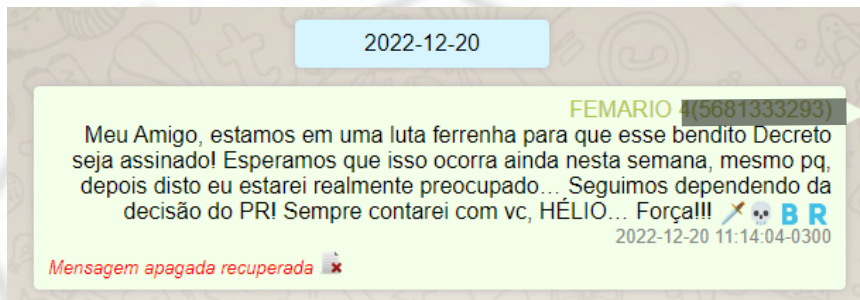 2022-12-20
FEMARIO 4(5681333293)
Meu Amigo, estamos em uma luta ferrenha para que esse bendito Decreto
seja assinado! Esperamos que isso ocorra ainda nesta semana, mesmo pq,
depois disto eu estarei realmente preocupado… Seguimos dependendo da
decisão do PR! Sempre contarei com vc, HÉLIO… Força!!! 🗡💀🇧🇷
2022-12-20 11:14:04-0300
Mensagem apagada recuperada